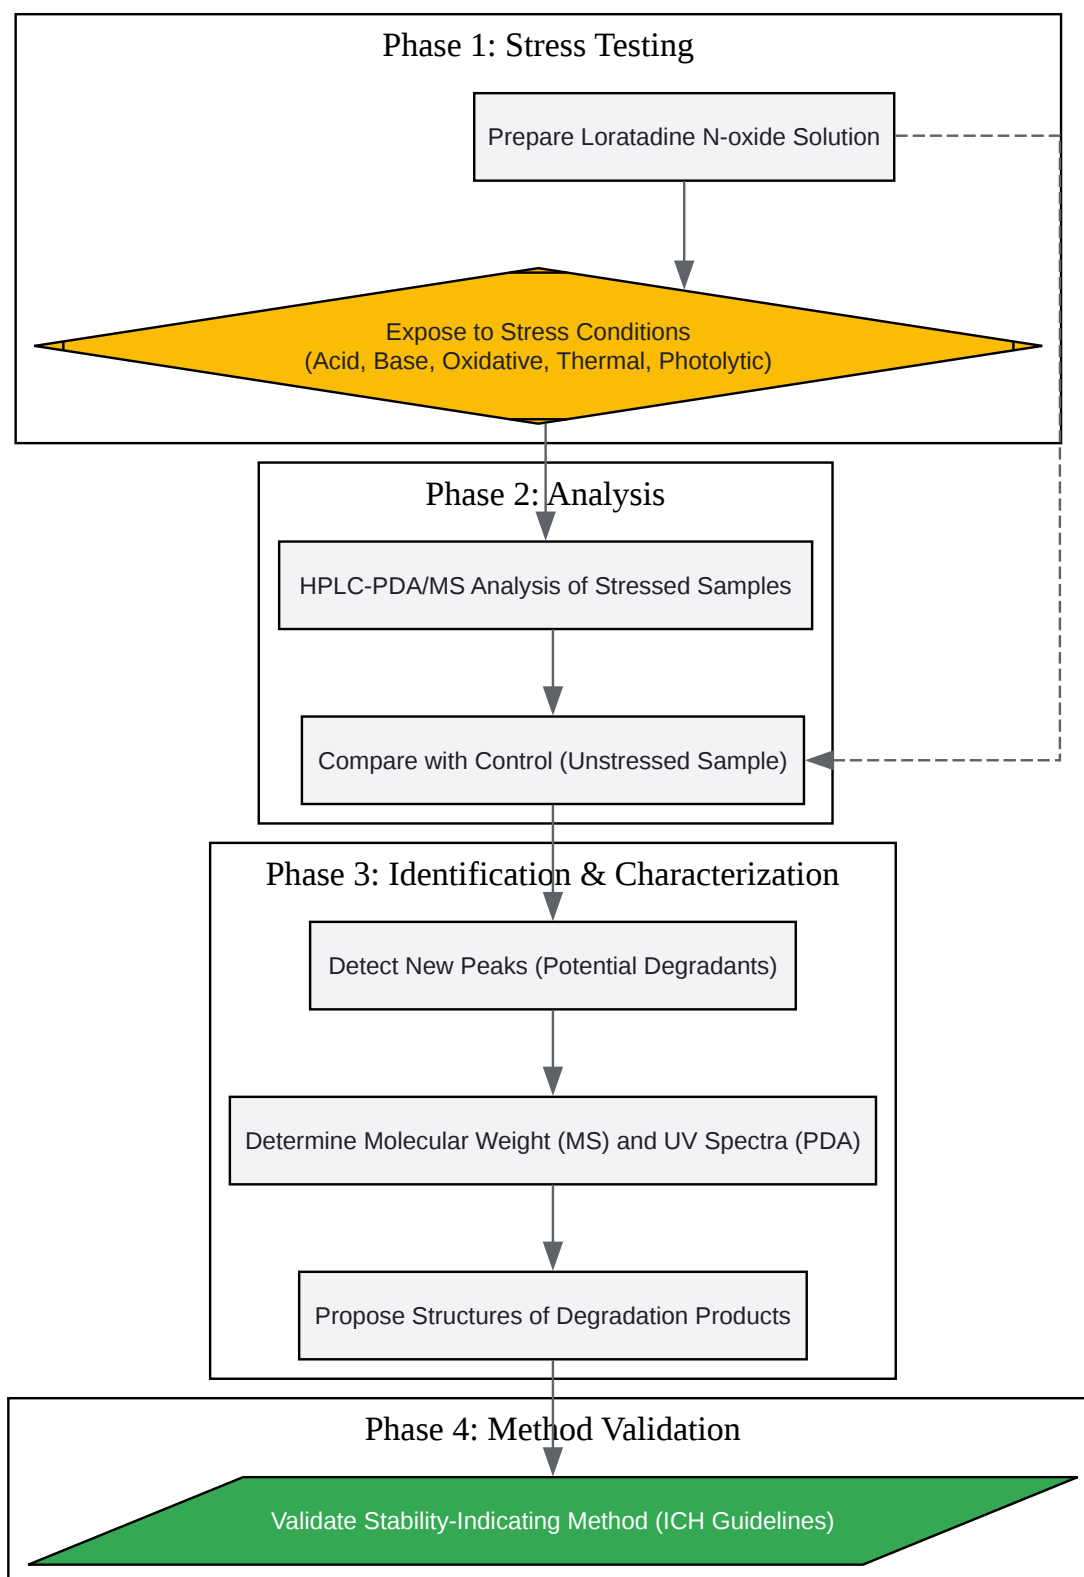 Phase 1: Stress Testing
Prepare Loratadine N-oxide Solution
Expose to Stress Conditions
(Acid, Base, Oxidative, Thermal, Photolytic)
Phase 2: Analysis
HPLC-PDA/MS Analysis of Stressed Samples
Compare with Control (Unstressed Sample)
Phase 3: Identification & Characterization
Detect New Peaks (Potential Degradants)
Determine Molecular Weight (MS) and UV Spectra (PDA)
Propose Structures of Degradation Products
Phase 4: Method Validation
Validate Stability-Indicating Method (ICH Guidelines)